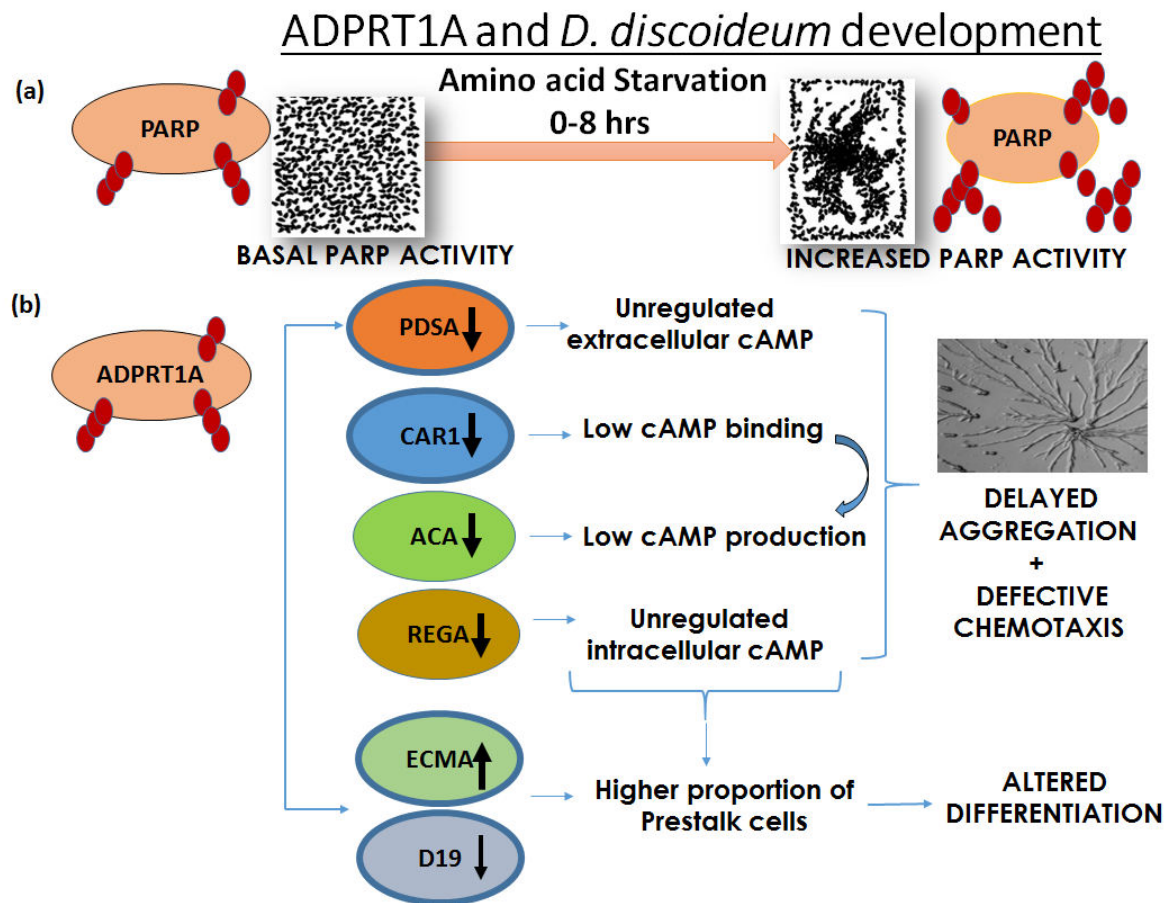 ADPRT1A and D. discoideum development
(a)
PARP
Amino acid Starvation
0-8 hrs
PARP
BASAL PARP ACTIVITY
INCREASED PARP ACTIVITY
(b)
ADPRT1A
PDSA
Unregulated
extracellular cAMP
CAR1
Low cAMP binding
ACA
Low cAMP production
REGA
Unregulated
intracellular cAMP
DELAYED
AGGREGATION
+
DEFECTIVE
CHEMOTAXIS
ECMA
D19
Higher proportion of
Prestalk cells
ALTERED
DIFFERENTIATION